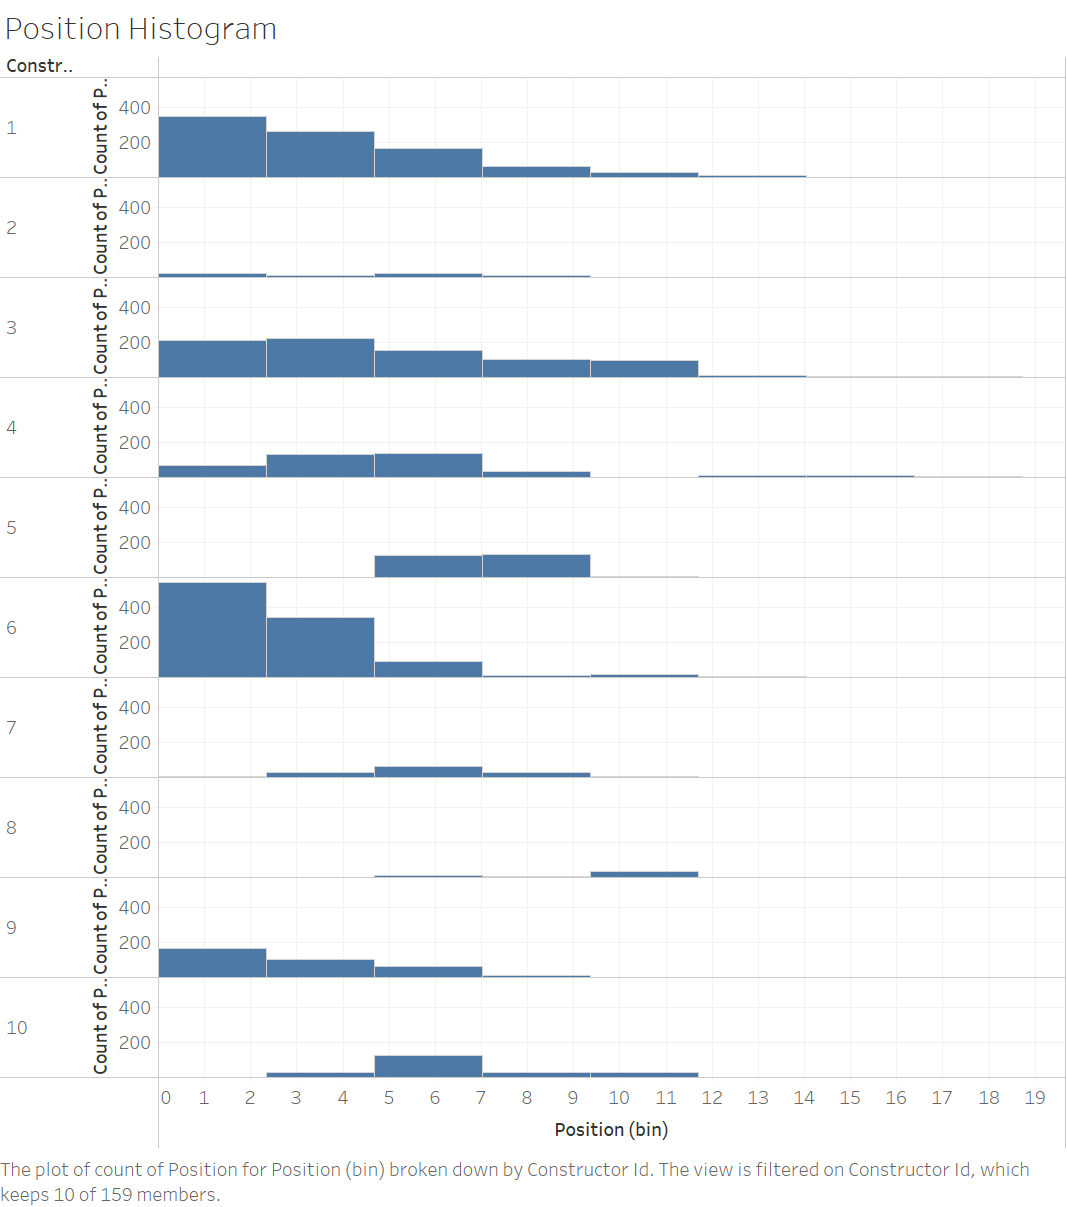 Position Histogram
Constr..
1
Count of P..
400
200
2
Count of P..
400
200
3
Count of P..
400
200
4
Count of P..
400
200
5
Count of P..
400
200
6
Count of P..
400
200
7
Count of P..
400
200
8
Count of P..
400
200
9
Count of P..
400
200
10
Count of P..
400
200
0 1 2 3 4 5 6 7 8 9 10 11 12 13 14 15 16 17 18 19
Position (bin)
The plot of count of Position for Position (bin) broken down by Constructor Id. The view is filtered on Constructor Id, which
keeps 10 of 159 members.